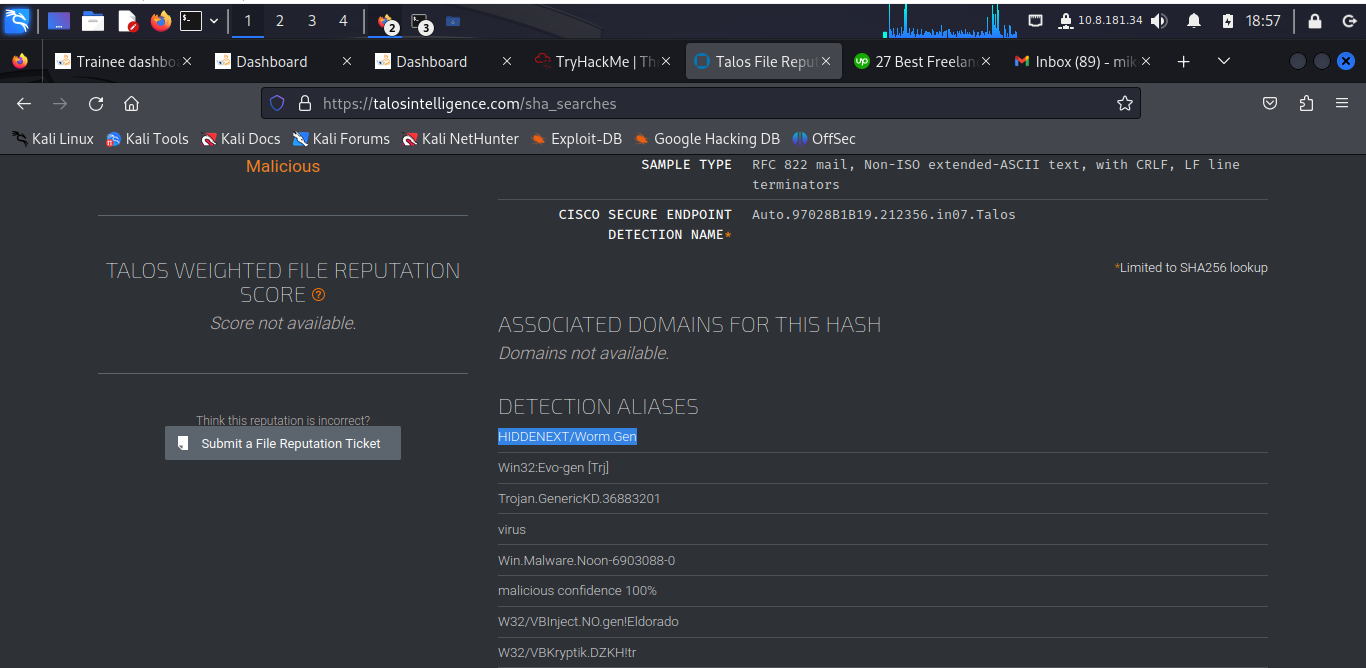 1 2 3 4 2 3 10.8.181.34 18:57
Trainee dashbo Dashboard Dashboard TryHackMe | Th Talos File Reput up 27 Best Freelan Inbox (89) - mik
https://talosintelligence.com/sha_searches
Kali Linux Kali Tools Kali Docs Kali Forums Kali NetHunter Exploit-DB Google Hacking DB OffSec
Malicious
TALOS WEIGHTED FILE REPUTATION
SCORE ?
Score not available.
Think this reputation is incorrect?
Submit a File Reputation Ticket
SAMPLE TYPE RFC 822 mail, Non-ISO extended-ASCII text, with CRLF, LF line
terminators
CISCO SECURE ENDPOINT Auto.97028B1B19.212356.in07.Talos
DETECTION NAME*
*Limited to SHA256 lookup
ASSOCIATED DOMAINS FOR THIS HASH
Domains not available.
DETECTION ALIASES
HIDDENEXT/Worm.Gen
Win32:Evo-gen [Trj]
Trojan.GenericKD.36883201
virus
Win.Malware.Noon-6903088-0
malicious confidence 100%
W32/VBInject.NO.gen!Eldorado
W32/VBKryptik.DZKH!tr